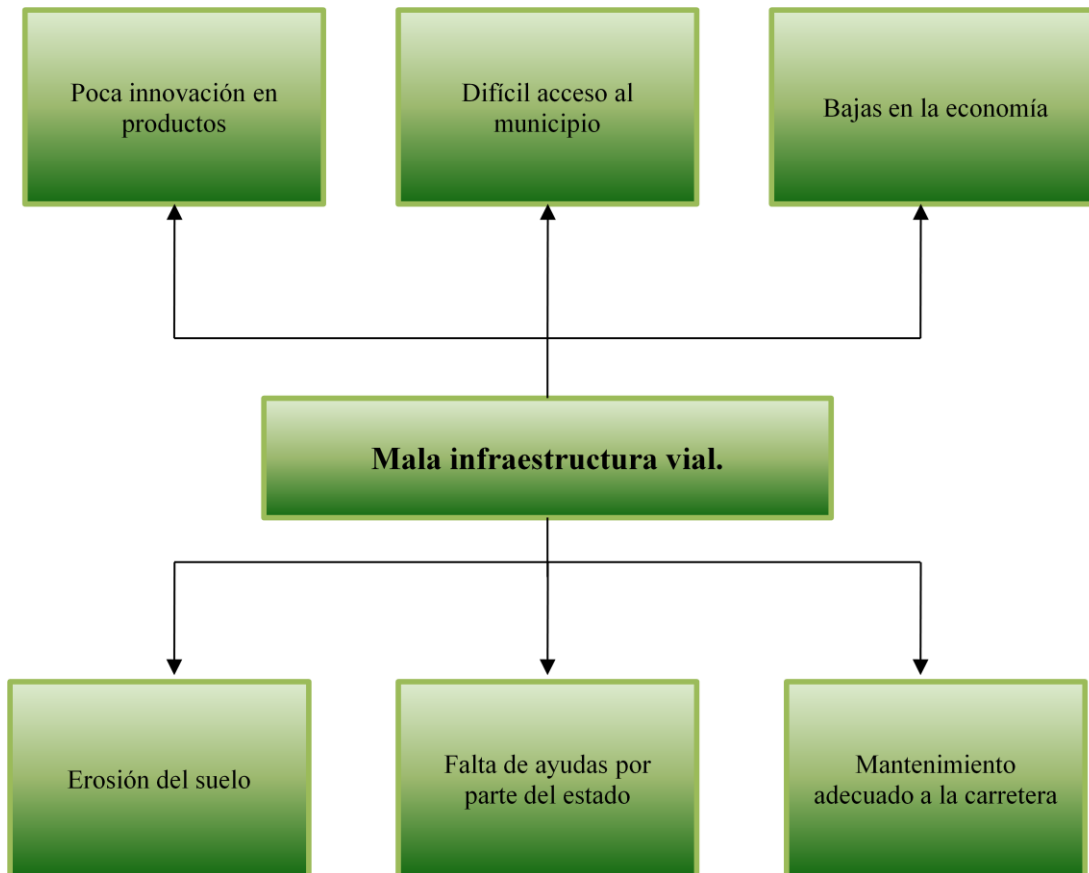 Poca innovación en
productos
Difícil acceso al
municipio
Bajas en la economía
Mala infraestructura vial.
Erosión del suelo
Falta de ayudas por
parte del estado
Mantenimiento
adecuado a la carretera